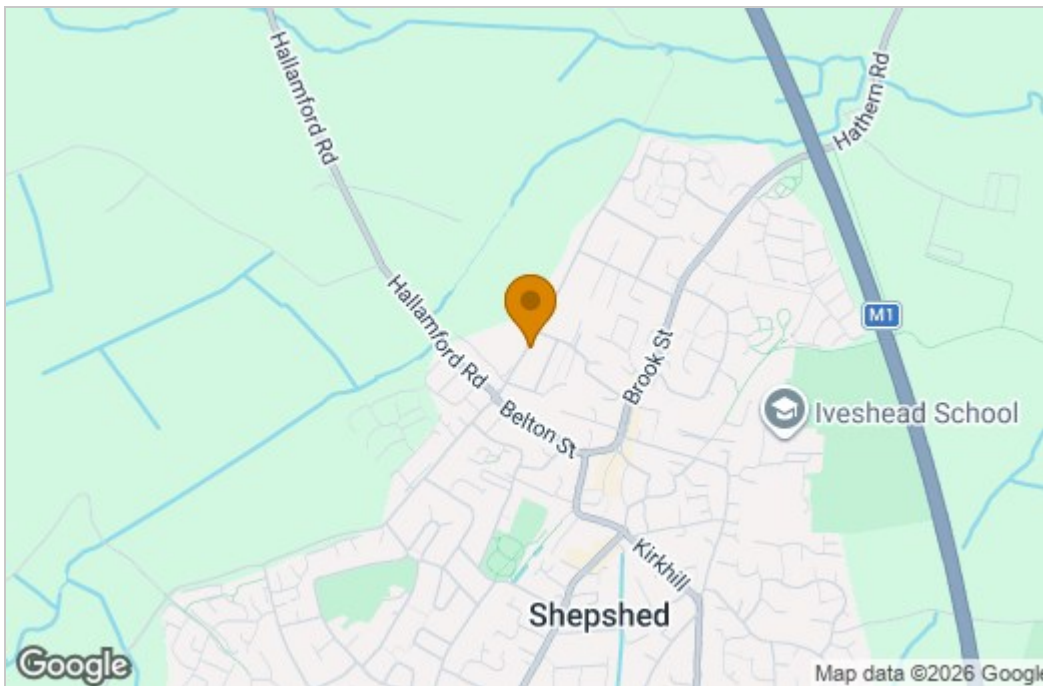 Hallamford Rd
Hathern Rd
M1
Hallamford Rd
Brook St
Belton St
Iveshead School
Kirkhill
Shepshed
Google
Map data ©2026 Google